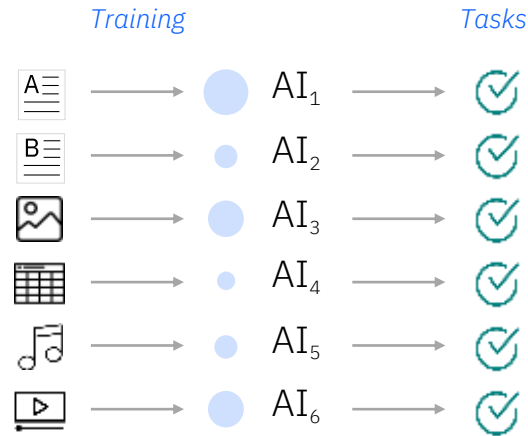 Training Tasks
A AI₁
B AI₂
AI₃
AI₄
AI₅
AI₆